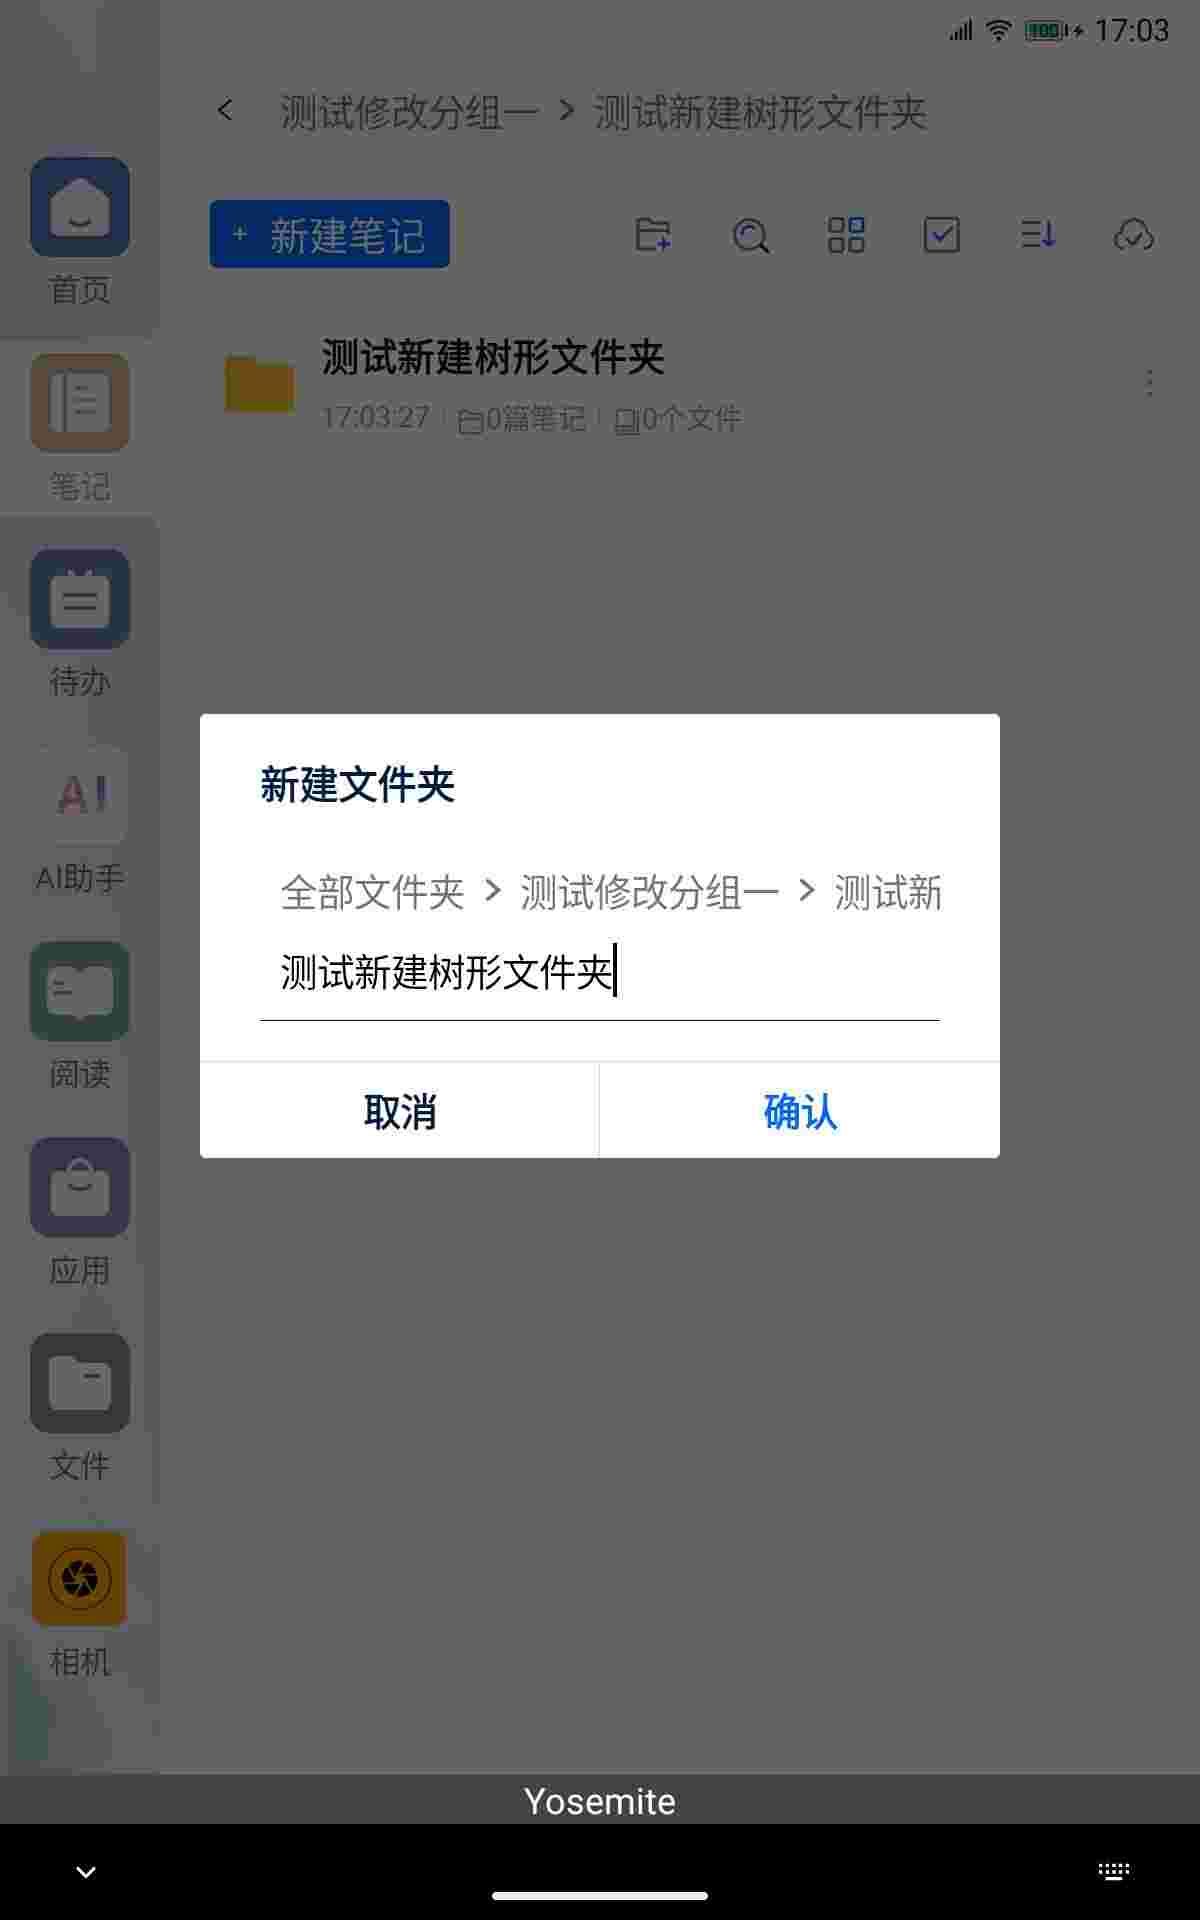 100 17:03
测试修改分组一 > 测试新建树形文件夹
+ 新建笔记
首页
测试新建树形文件夹
17:03:27 0篇笔记 0个文件
笔记
待办
新建文件夹
全部文件夹 > 测试修改分组一 > 测试新
测试新建树形文件夹
取消 确认
AI
AI助手
阅读
应用
文件
相机
Yosemite